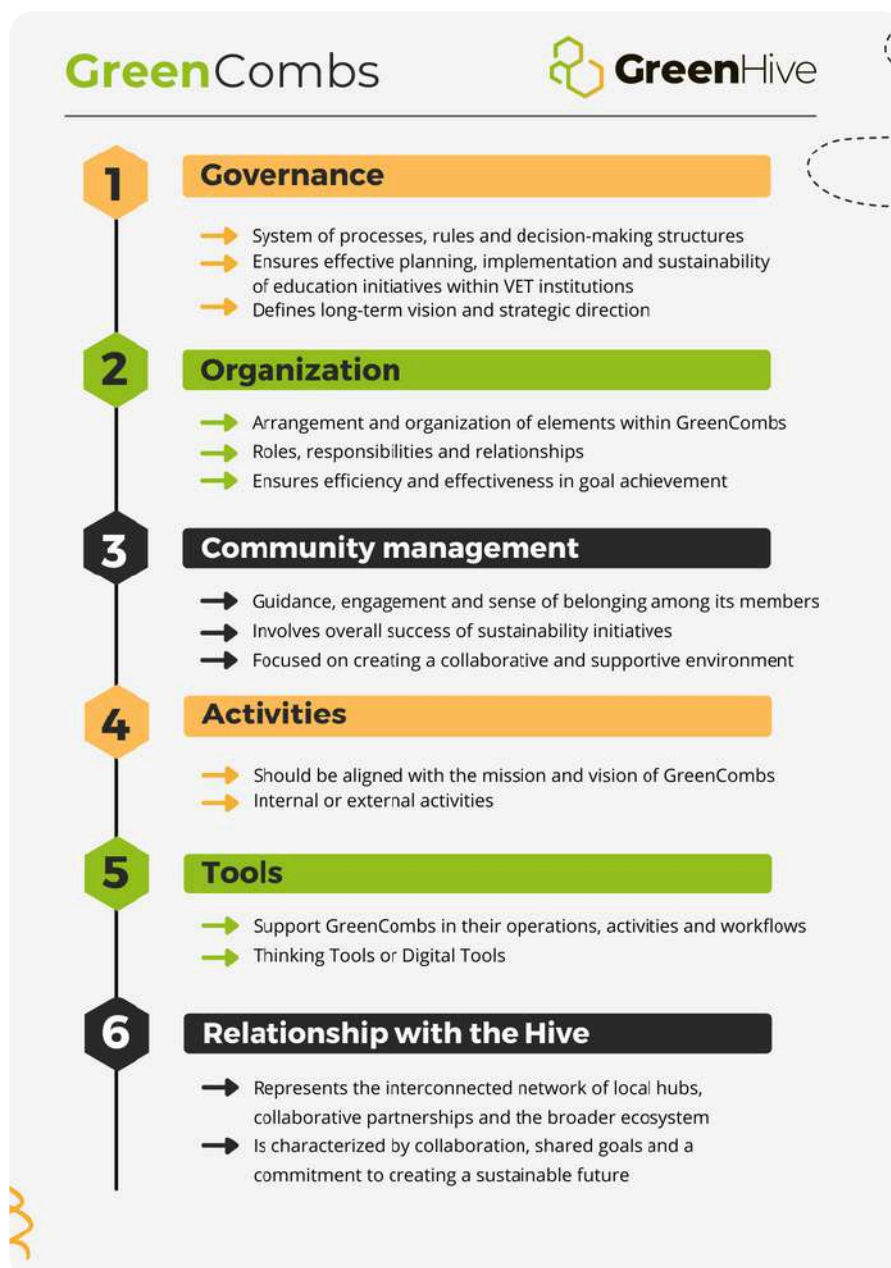 GreenCombs
GreenHive
1
Governance
System of processes, rules and decision-making structures
Ensures effective planning, implementation and sustainability
of education initiatives within VET institutions
Defines long-term vision and strategic direction
2
Organization
Arrangement and organization of elements within GreenCombs
Roles, responsibilities and relationships
Ensures efficiency and effectiveness in goal achievement
3
Community management
Guidance, engagement and sense of belonging among its members
Involves overall success of sustainability initiatives
Focused on creating a collaborative and supportive environment
4
Activities
Should be aligned with the mission and vision of GreenCombs
Internal or external activities
5
Tools
Support GreenCombs in their operations, activities and workflows
Thinking Tools or Digital Tools
6
Relationship with the Hive
Represents the interconnected network of local hubs,
collaborative partnerships and the broader ecosystem
Is characterized by collaboration, shared goals and a
commitment to creating a sustainable future